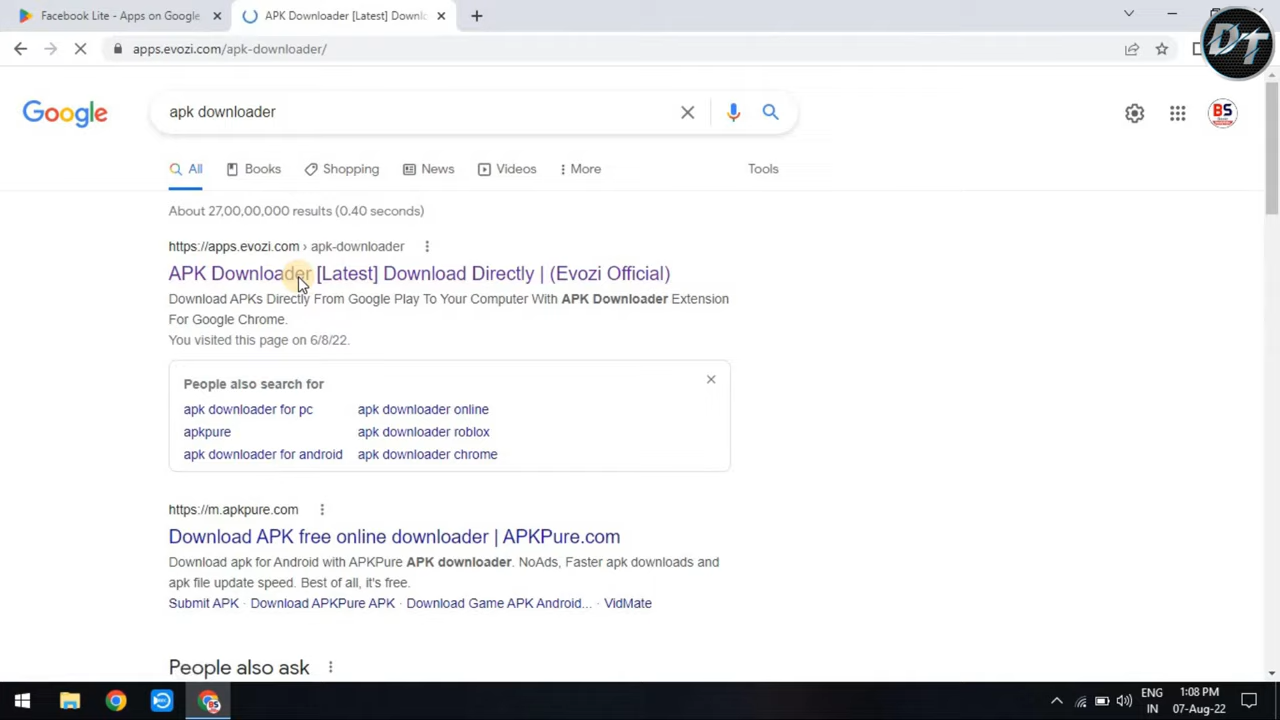 Facebook Lite - Apps on Google
APK Downloader [Latest] Downl
apps.evozi.com/apk-downloader/
DT
Google
apk downloader
BS
All Books Shopping News Videos More Tools
About 27,00,00,000 results (0.40 seconds)
https://apps.evozi.com › apk-downloader
APK Downloader [Latest] Download Directly | (Evozi Official)
Download APKs Directly From Google Play To Your Computer With APK Downloader Extension
For Google Chrome.
You visited this page on 6/8/22.
People also search for
apk downloader for pc apk downloader online
apkpure apk downloader roblox
apk downloader for android apk downloader chrome
https://m.apkpure.com
Download APK free online downloader | APKPure.com
Download apk for Android with APKPure APK downloader. NoAds, Faster apk downloads and
apk file update speed. Best of all, it's free.
Submit APK · Download APKPure APK · Download Game APK Android... · VidMate
People also ask
ENG 1:08 PM
IN 07-Aug-22